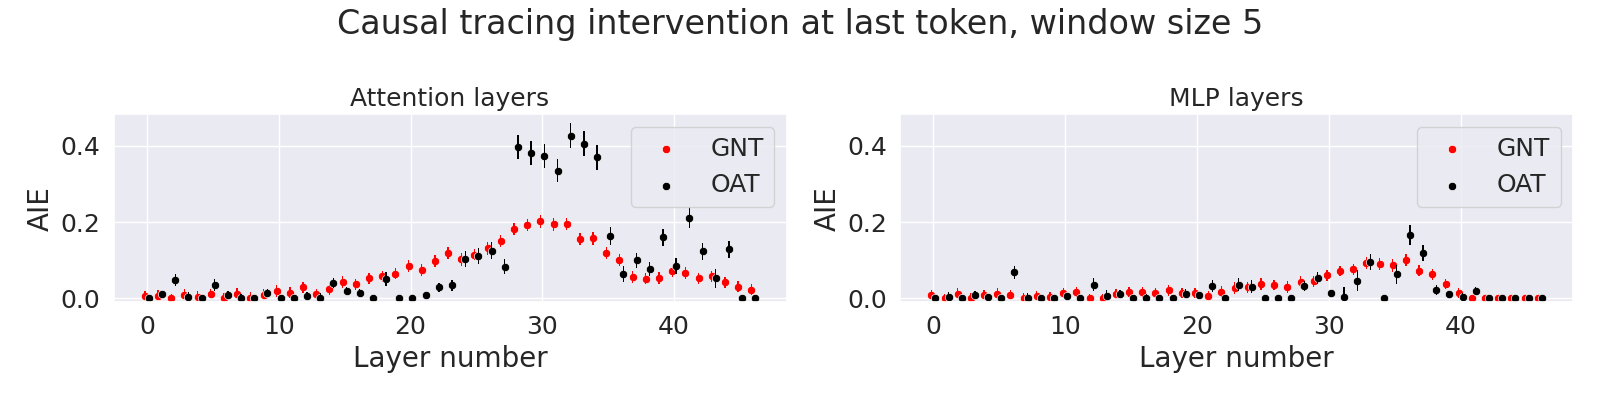 Causal tracing intervention at last token, window size 5
Attention layers
AIE
0.4
0.2
0.0
0 10 20 30 40
Layer number
GNT
OAT
MLP layers
AIE
0.4
0.2
0.0
0 10 20 30 40
Layer number
GNT
OAT